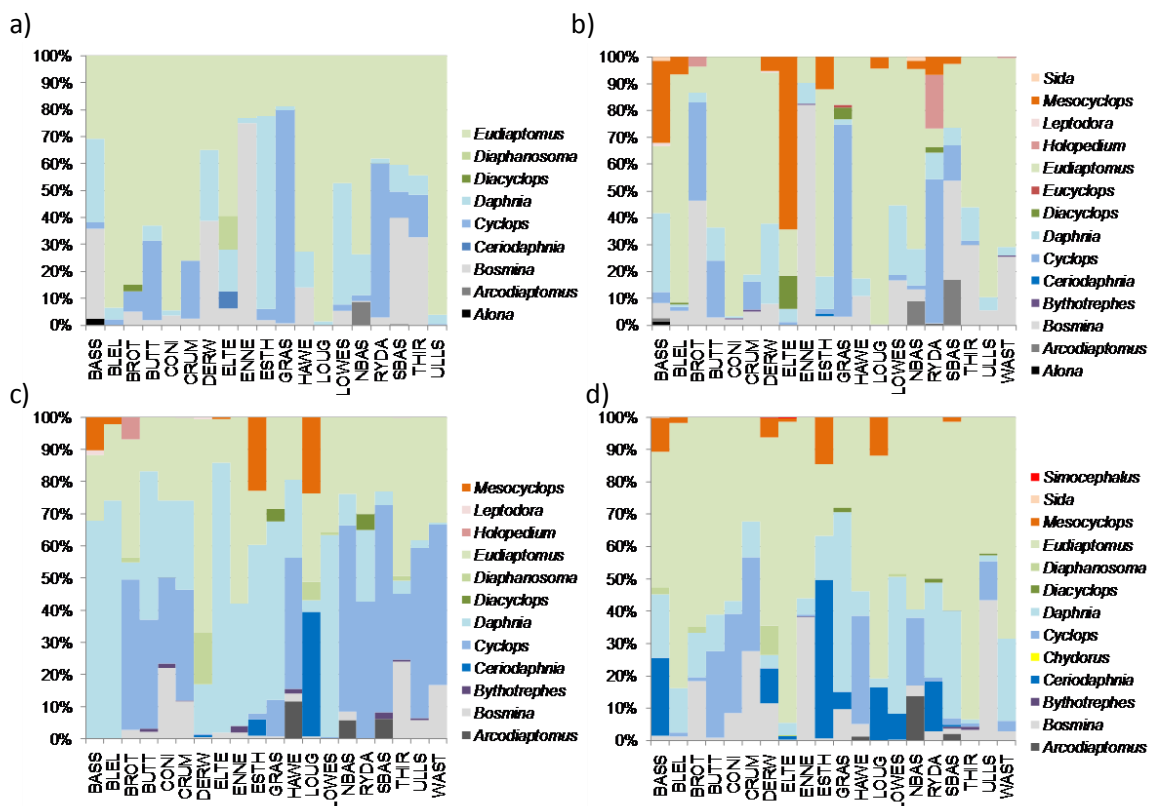 a)
100%
90%
80%
70%
60%
50%
40%
30%
20%
10%
0%
BASS BLEL BROT BUTT CONI CRUM DERW ELTE ENNE ESTH GRAS HAWE LOUG LOWES NBAS RYDA SBAS THIR ULLS
Eudiaptomus
Diaphanosoma
Diacyclops
Daphnia
Cyclops
Ceriodaphnia
Bosmina
Arcodiaptomus
Alona
b)
100%
90%
80%
70%
60%
50%
40%
30%
20%
10%
0%
BASS BLEL BROT BUTT CONI CRUM DERW ELTE ENNE ESTH GRAS HAWE LOUG LOWES NBAS RYDA SBAS THIR ULLS WAST
Sida
Mesocyclops
Leptodora
Holopedium
Eudiaptomus
Eucyclops
Diacyclops
Daphnia
Cyclops
Ceriodaphnia
Bythotrephes
Bosmina
Arcodiaptomus
Alona
c)
100%
90%
80%
70%
60%
50%
40%
30%
20%
10%
0%
BASS BLEL BROT BUTT CONI CRUM DERW ELTE ENNE ESTH GRAS HAWE LOUG LOWES NBAS RYDA SBAS THIR ULLS WAST
Mesocyclops
Leptodora
Holopedium
Eudiaptomus
Diaphanosoma
Diacyclops
Daphnia
Cyclops
Ceriodaphnia
Bythotrephes
Bosmina
Arcodiaptomus
d)
100%
90%
80%
70%
60%
50%
40%
30%
20%
10%
0%
BASS BLEL BROT BUTT CONI CRUM DERW ELTE ENNE ESTH GRAS HAWE LOUG LOWES NBAS RYDA SBAS THIR ULLS WAST
Simocephalus
Sida
Mesocyclops
Eudiaptomus
Diaphanosoma
Diacyclops
Daphnia
Cyclops
Chydorus
Ceriodaphnia
Bythotrephes
Bosmina
Arcodiaptomus